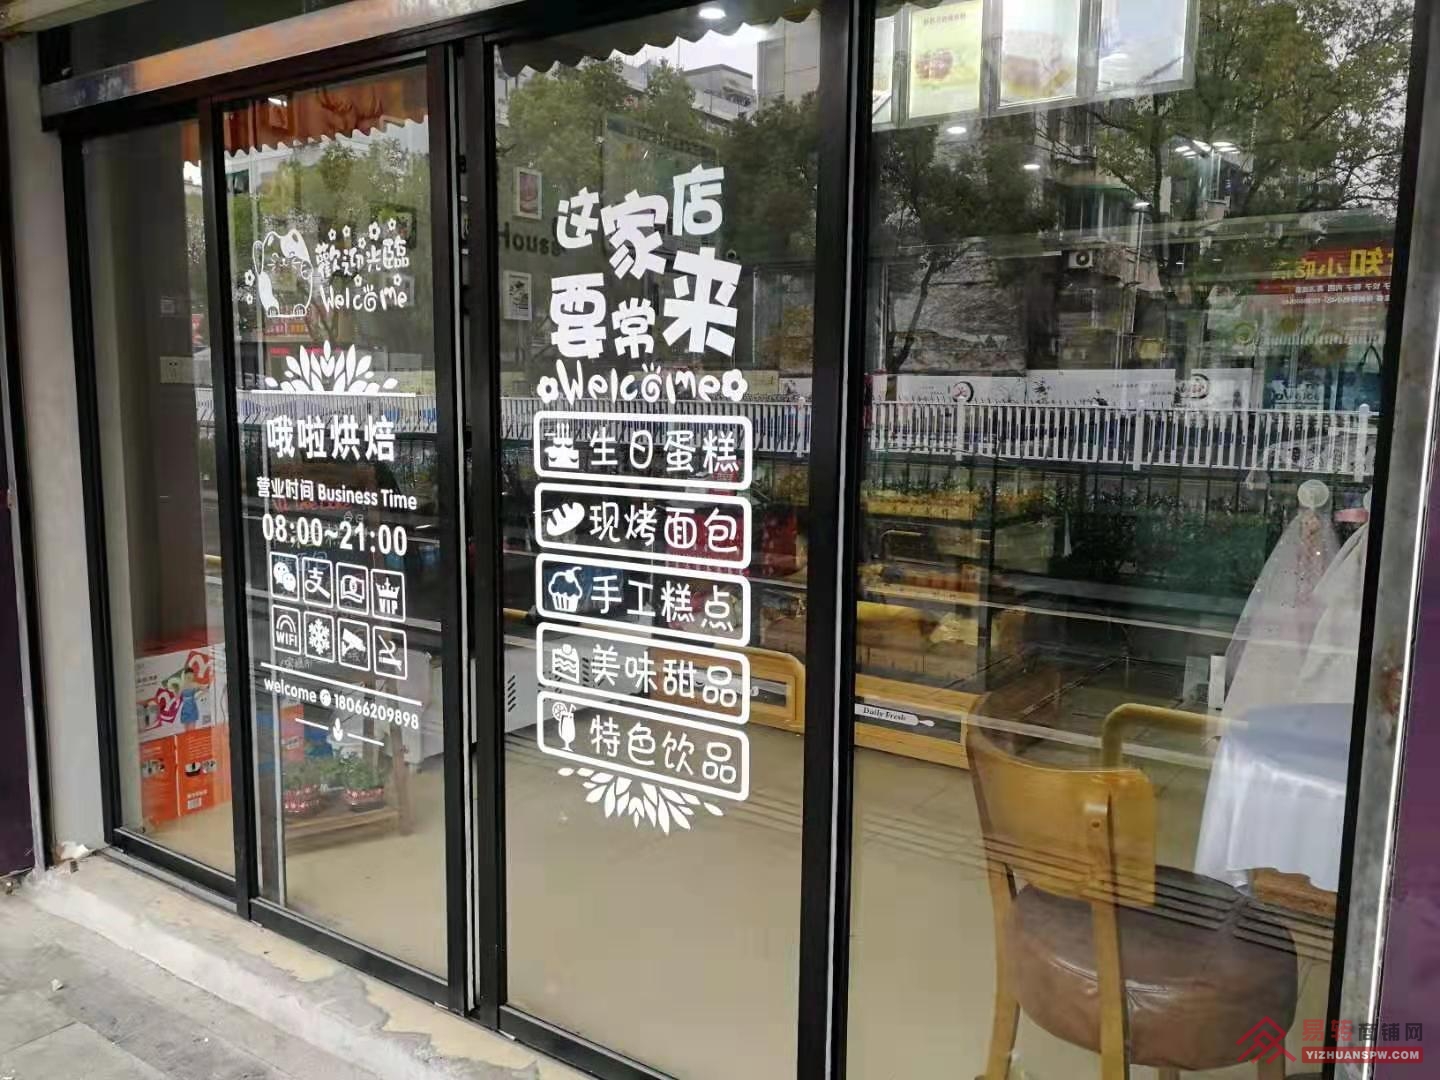 歡迎光臨
Welcome
哦啦烘焙
营业时间 Business Time
08:00~21:00
支
VIP
WIFI
welcome 18066209898
这家店
要常来
Welcome
生日蛋糕
现烤面包
手工糕点
美味甜品
特色饮品
Daily Fresh
易转商铺网
YIZHUANSPW.COM